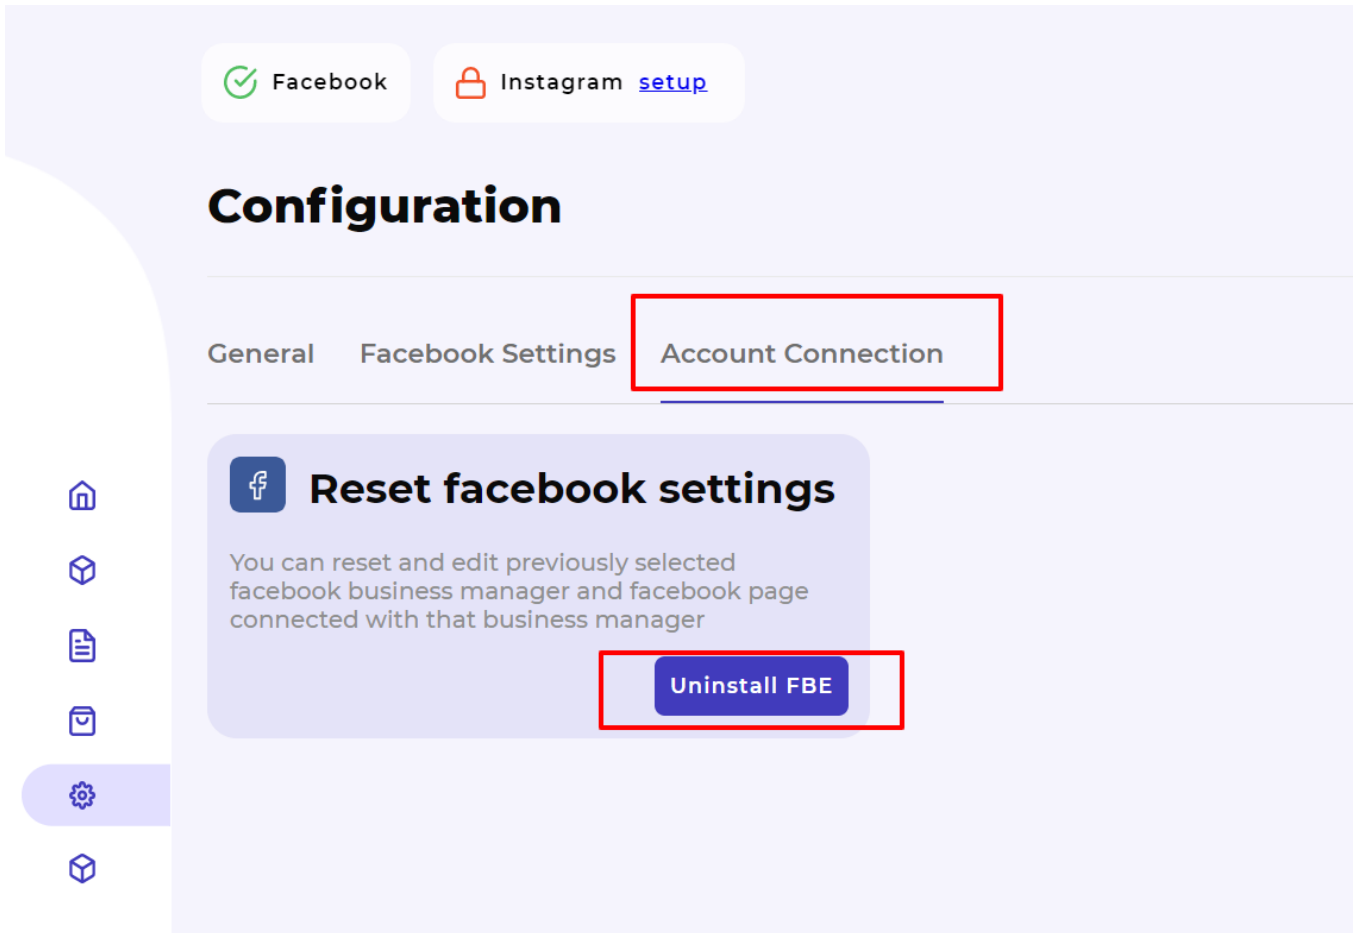 Facebook
Instagram setup
Configuration
General
Facebook Settings
Account Connection
Reset facebook settings
You can reset and edit previously selected
facebook business manager and facebook page
connected with that business manager
Uninstall FBE